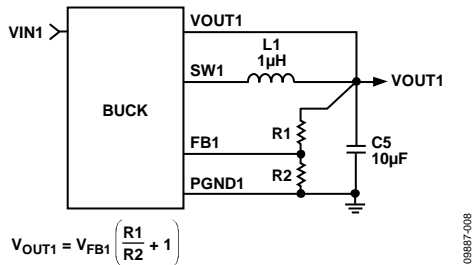 VIN1
BUCK
VOUT1
SW1
L1
1µH
VOUT1
FB1
R1
R2
C5
10µF
PGND1
VOUT1 = VFB1 (R1/R2 + 1)
09887-008